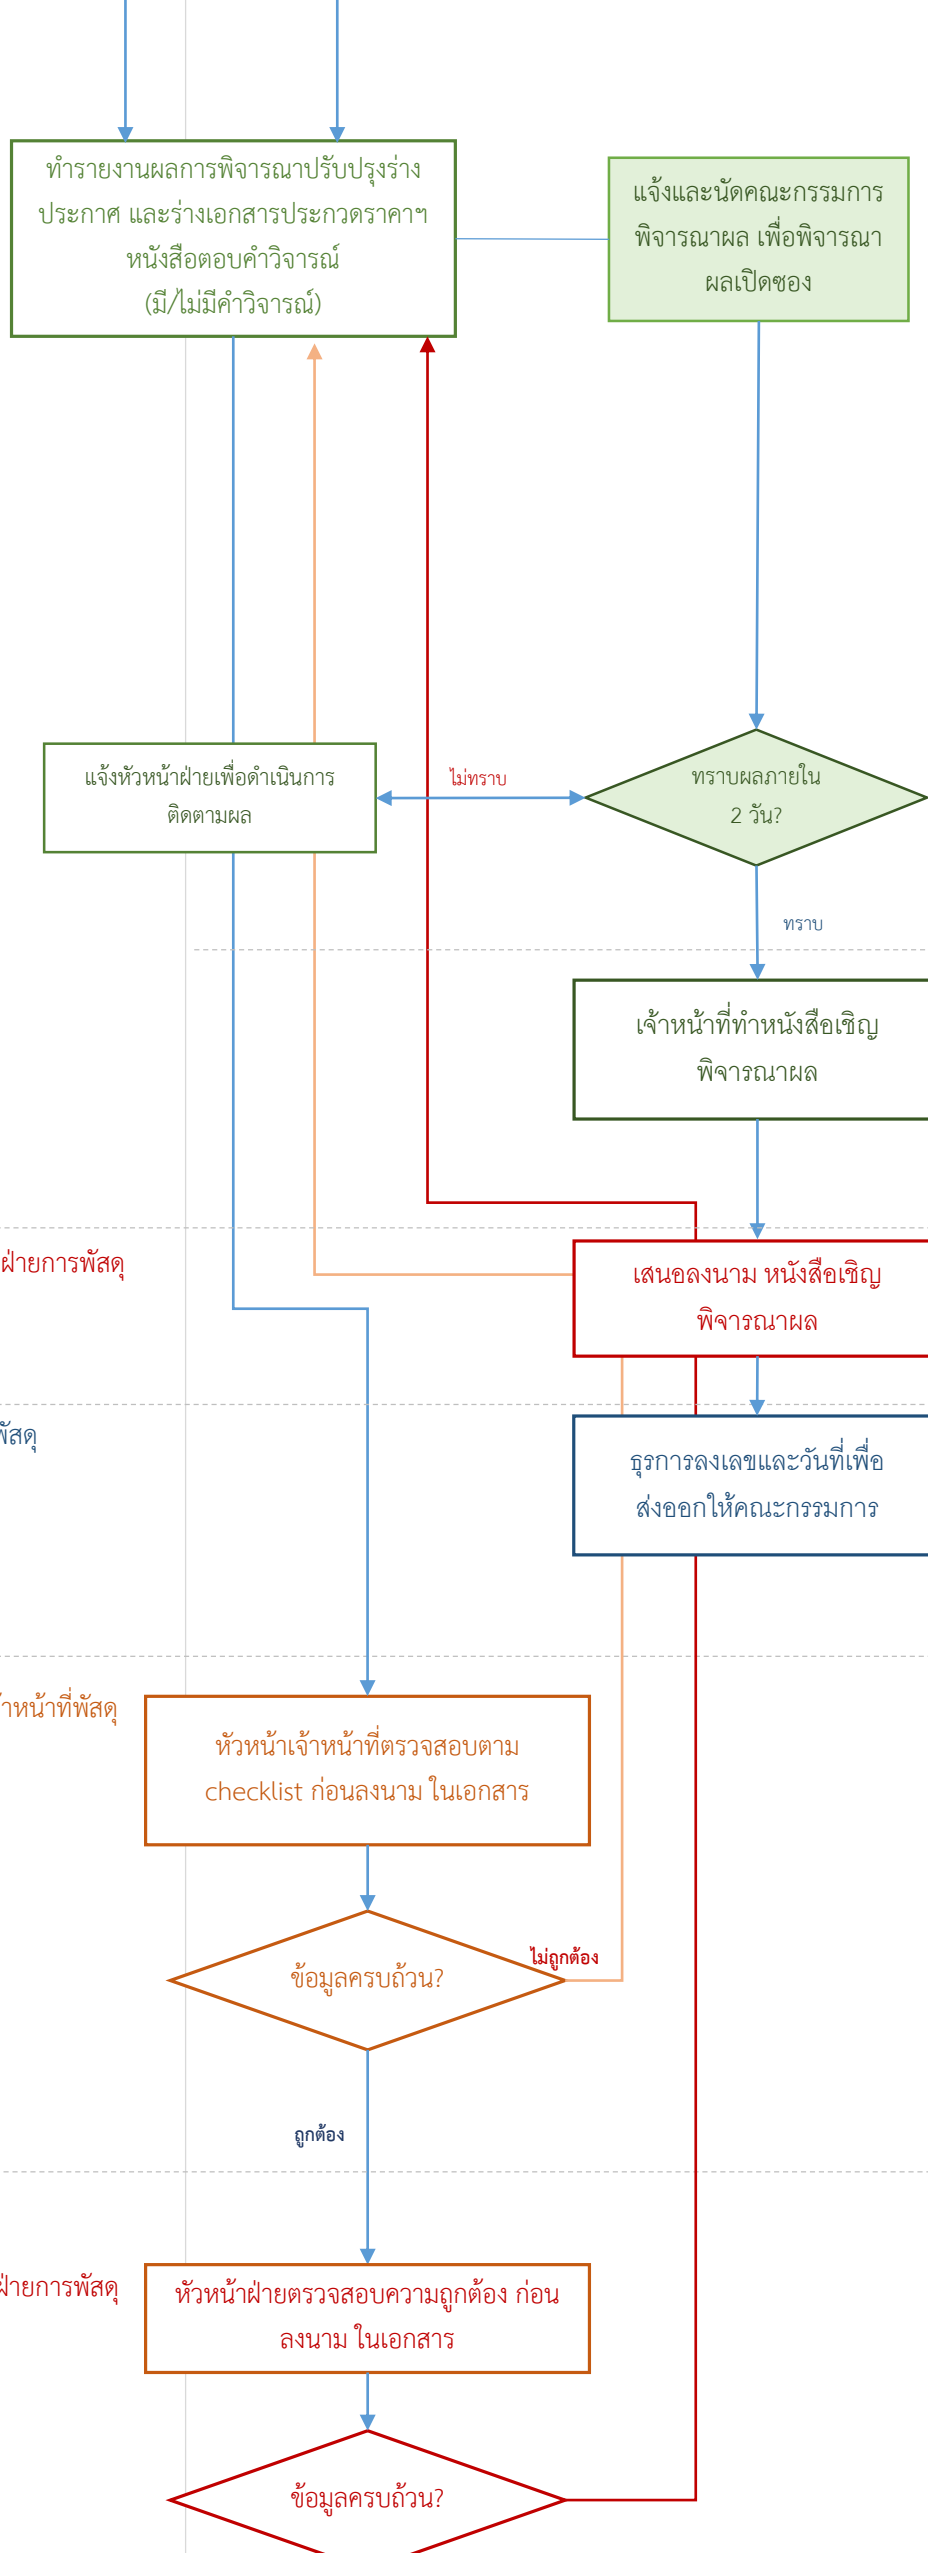 ทำรายงานผลการพิจารณาปรับปรุงร่าง
ประกาศ และร่างเอกสารประกวดราคาฯ
หนังสือตอบคำวิจารณ์
(มี/ไม่มีคำวิจารณ์)
แจ้งและนัดคณะกรรมการ
พิจารณาผล เพื่อพิจารณา
ผลเปิดซอง
แจ้งหัวหน้าฝ่ายเพื่อดำเนินการ
ติดตามผล
ไม่ทราบ
ทราบผลภายใน
2 วัน?
ทราบ
เจ้าหน้าที่ทำหนังสือเชิญ
พิจารณาผล
ฝ่ายการพัสดุ
เสนอลงนาม หนังสือเชิญ
พิจารณาผล
พัสดุ
ธุรการลงเลขและวันที่เพื่อ
ส่งออกให้คณะกรรมการ
าหน้าที่พัสดุ
หัวหน้าเจ้าหน้าที่ตรวจสอบตาม
checklist ก่อนลงนาม ในเอกสาร
ไม่ถูกต้อง
ข้อมูลครบถ้วน?
ถูกต้อง
ฝ่ายการพัสดุ
หัวหน้าฝ่ายตรวจสอบความถูกต้อง ก่อน
ลงนาม ในเอกสาร
ข้อมูลครบถ้วน?